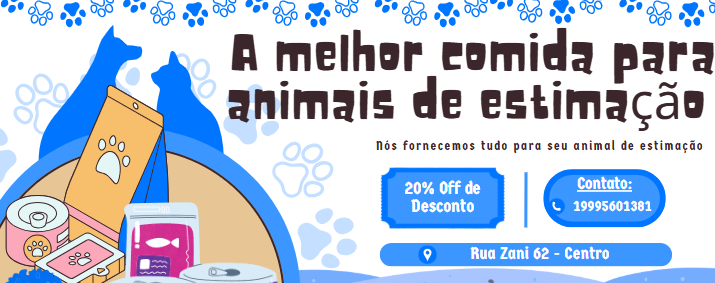 A melhor comida para
animais de estimação
Nós fornecemos tudo para seu animal de estimação
20% Off de
Desconto
Contato:
19995601381
Rua Zani 62 - Centro